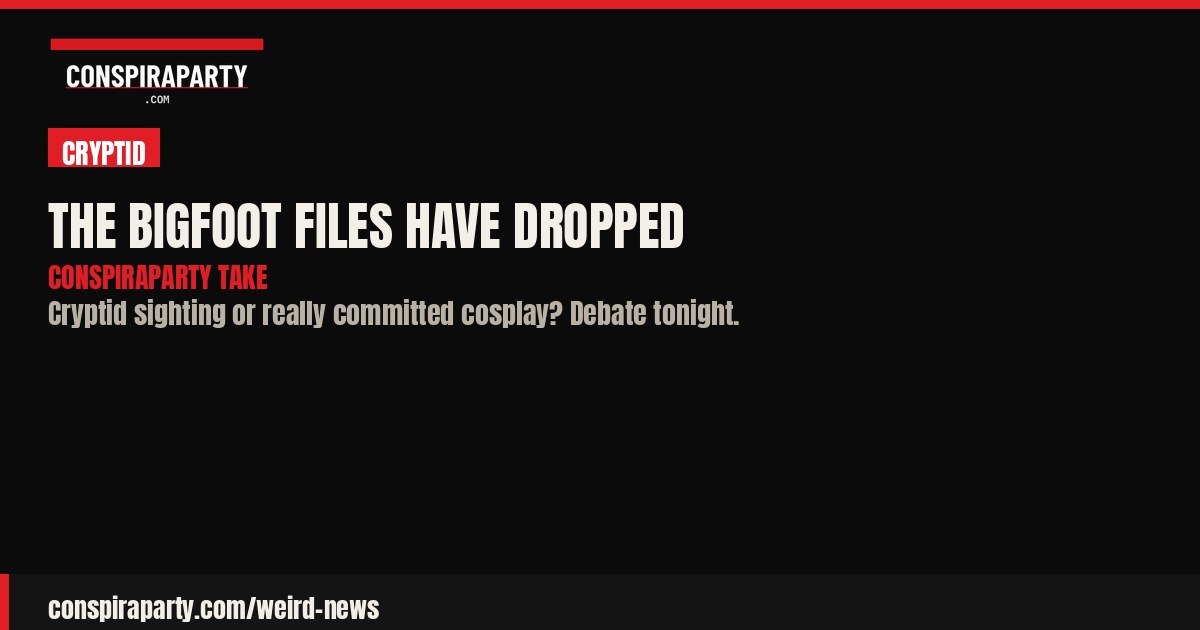 CONSPIRAPARTY
.COM
CRYPTID
THE BIGFOOT FILES HAVE DROPPED
CONSPIRAPARTY TAKE
Cryptid sighting or really committed cosplay? Debate tonight.
conspiraparty.com/weird-news